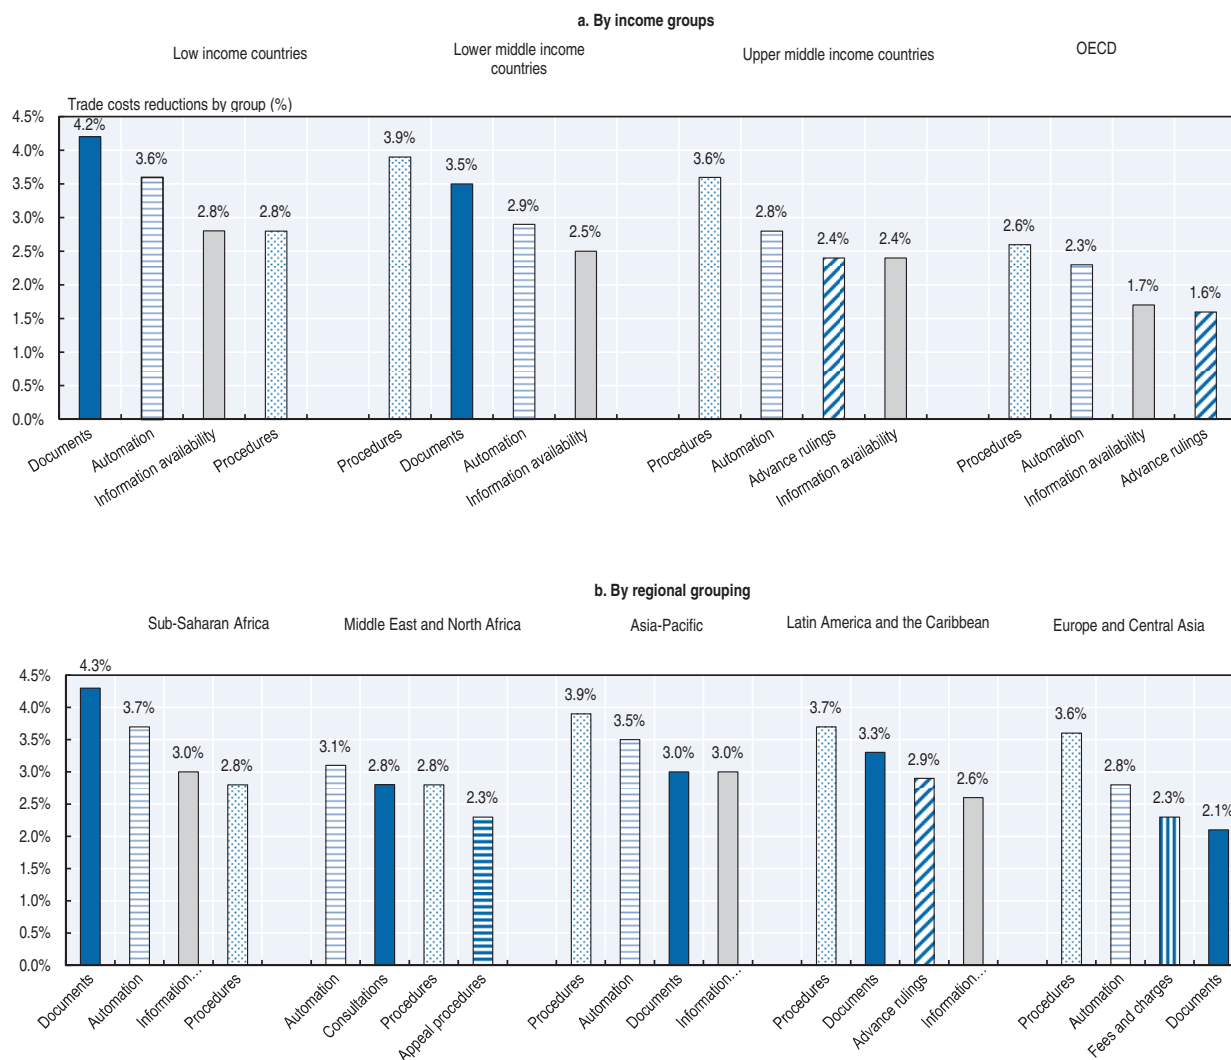 a. By income groups
Low income countries
Lower middle income
countries
Upper middle income countries
OECD
Trade costs reductions by group (%)
4.5%
4.0%
3.5%
3.0%
2.5%
2.0%
1.5%
1.0%
0.5%
0.0%
4.2%
3.6%
2.8%
2.8%
3.9%
3.5%
2.9%
2.5%
3.6%
2.8%
2.4%
2.4%
2.6%
2.3%
1.7%
1.6%
Documents
Automation
Information availability
Procedures
Procedures
Documents
Automation
Information availability
Procedures
Automation
Advance rulings
Information availability
Procedures
Automation
Information availability
Advance rulings
b. By regional grouping
Sub-Saharan Africa
Middle East and North Africa
Asia-Pacific
Latin America and the Caribbean
Europe and Central Asia
4.5%
4.0%
3.5%
3.0%
2.5%
2.0%
1.5%
1.0%
0.5%
0.0%
4.3%
3.7%
3.0%
2.8%
3.1%
2.8%
2.8%
2.3%
3.9%
3.5%
3.0%
3.0%
3.7%
3.3%
2.9%
2.6%
3.6%
2.8%
2.3%
2.1%
Documents
Automation
Information...
Procedures
Automation
Consultations
Procedures
Appeal procedures
Procedures
Automation
Documents
Information...
Procedures
Documents
Advance rulings
Information...
Procedures
Automation
Fees and charges
Documents